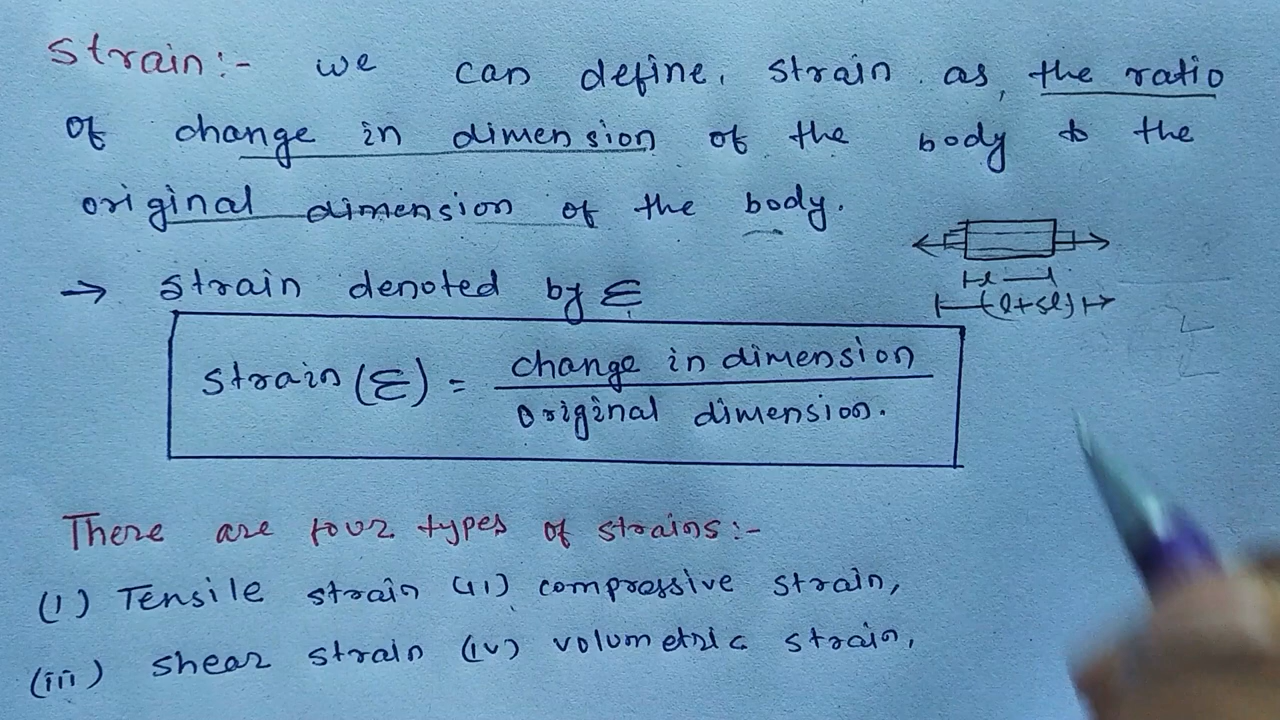 Strain:- we can define, strain as, the ratio
of change in dimension of the body to the
original dimension of the body.
→ strain denoted by Ɛ
l
(l+δl)
strain (Ɛ) = change in dimension
original dimension.
There are four types of strains:-
(i) Tensile strain (ii) compressive strain,
(iii) shear strain (iv) volumetric strain,